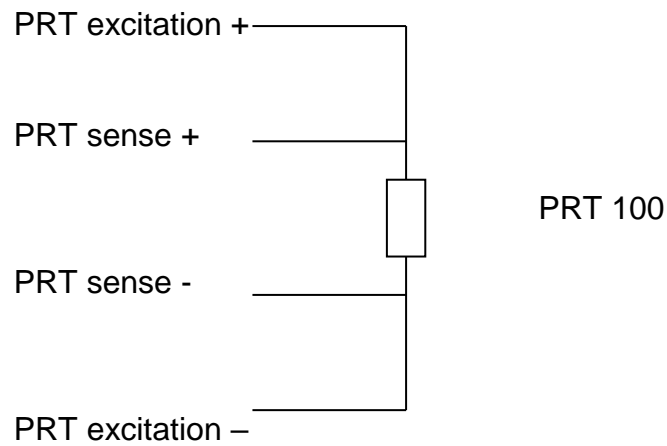 PRT excitation +
PRT sense +
PRT 100
PRT sense -
PRT excitation –